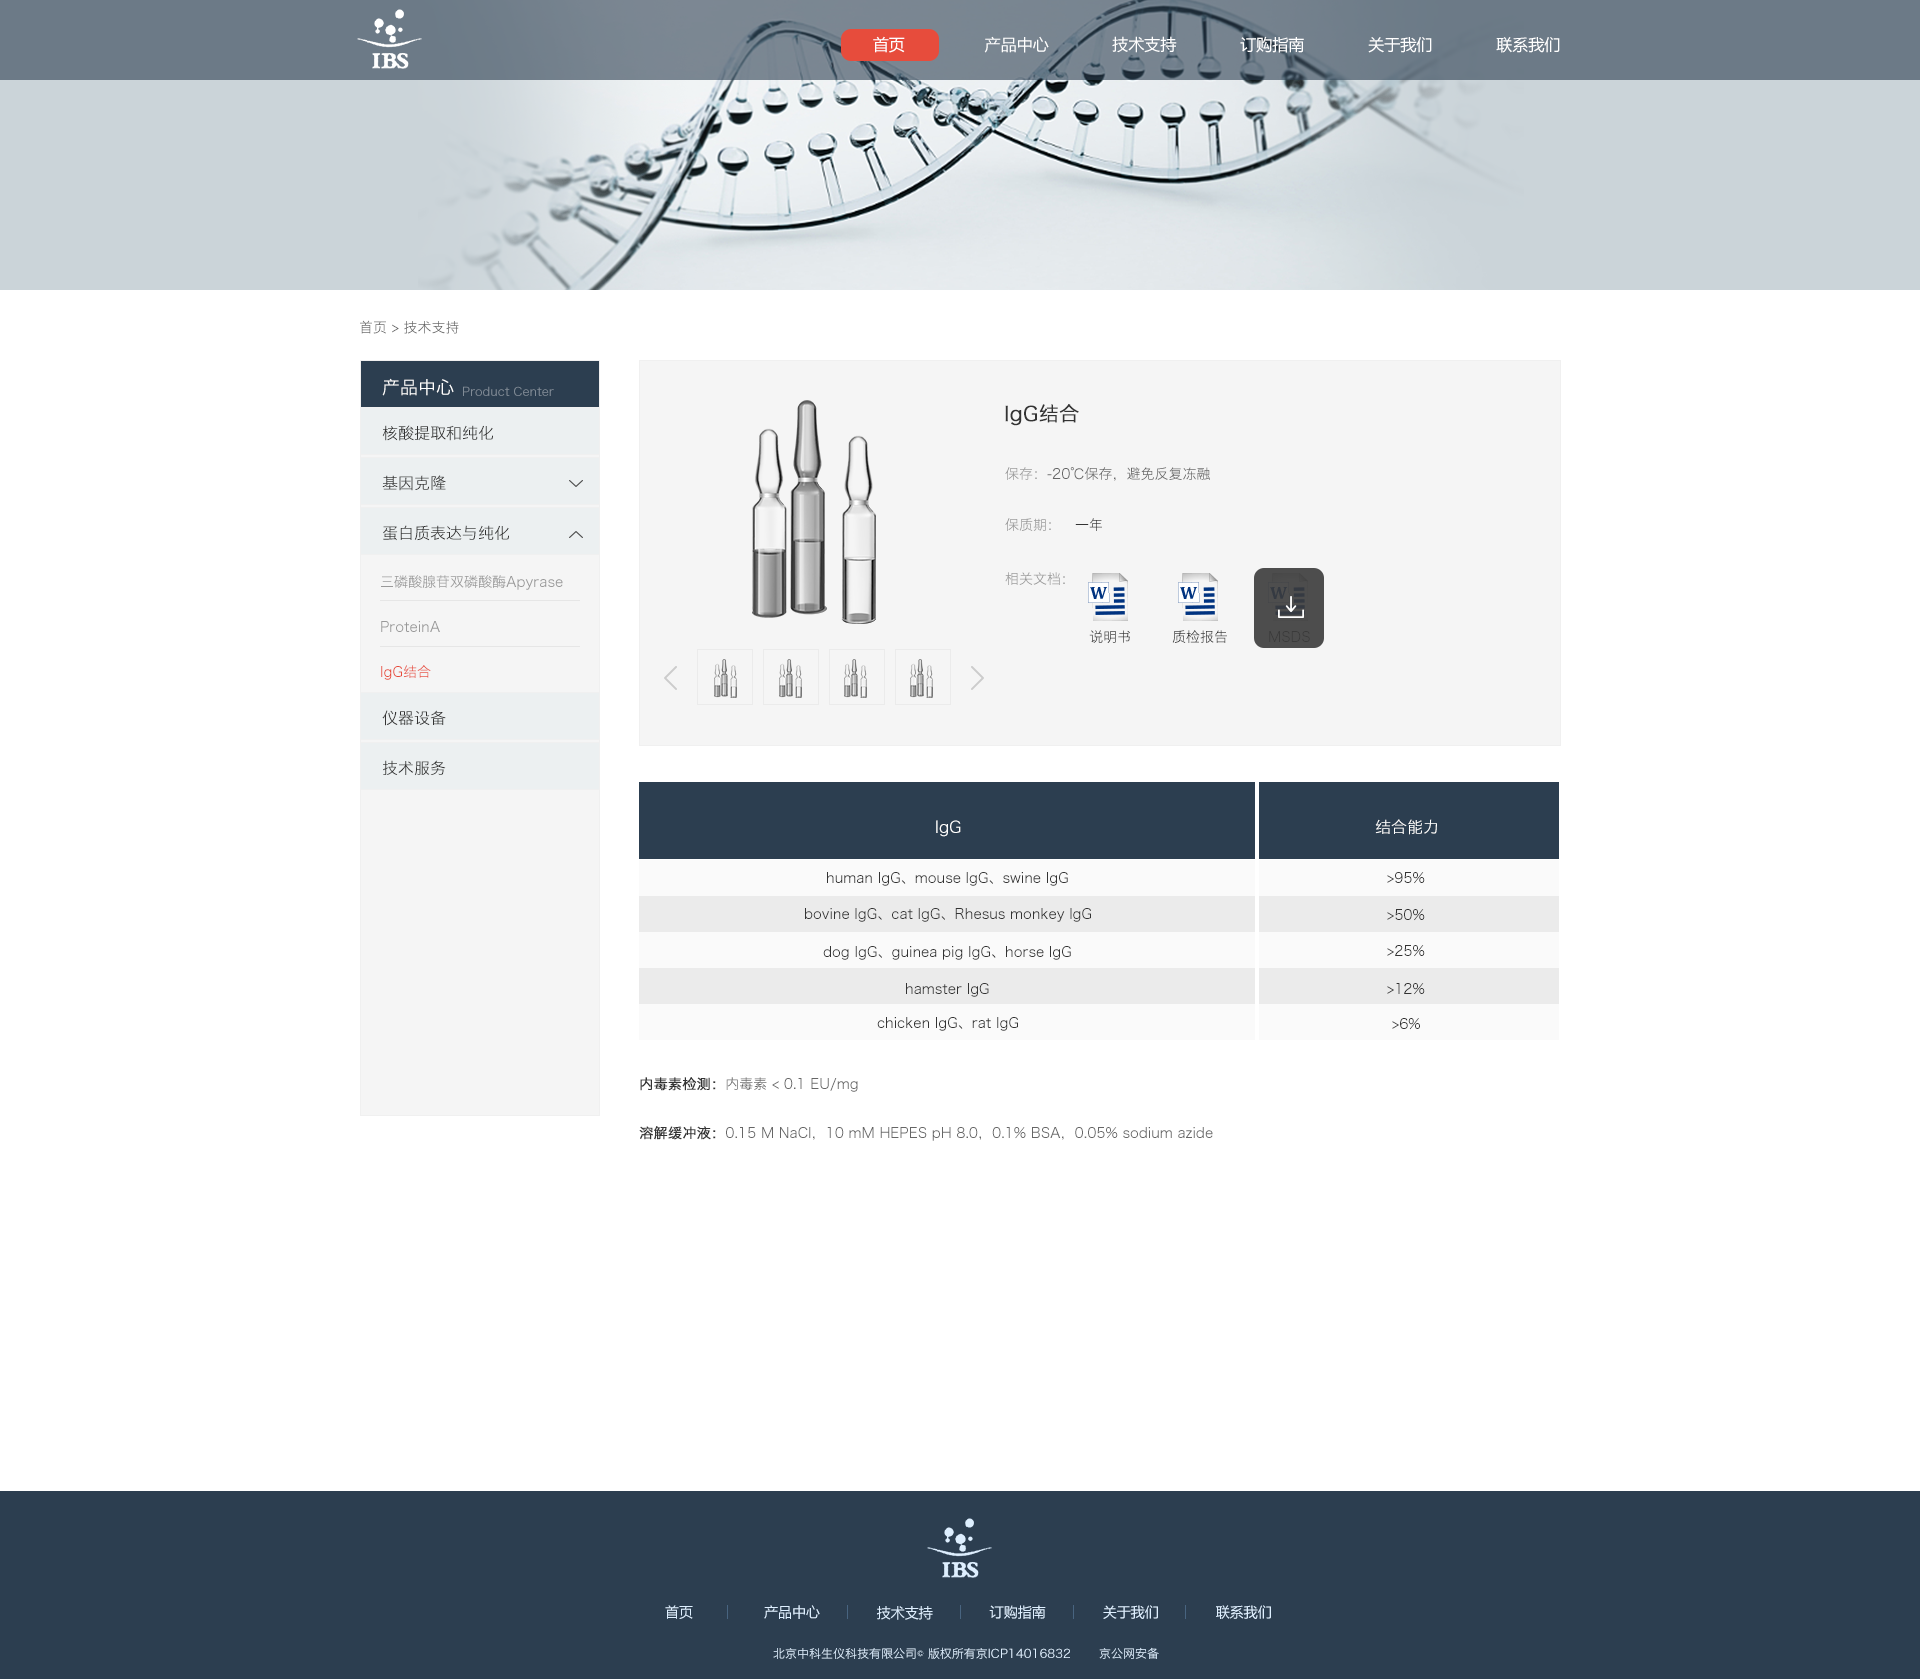 IBS
首页 产品中心 技术支持 订购指南 关于我们 联系我们
首页 > 技术支持
产品中心 Product Center
核酸提取和纯化
基因克隆
蛋白质表达与纯化
三磷酸腺苷双磷酸酶Apyrase
ProteinA
IgG结合
仪器设备
技术服务
IgG结合
保存：-20℃保存，避免反复冻融
保质期： 一年
相关文档：
W W W
说明书 质检报告 MSDS
IgG 结合能力
human IgG、mouse IgG、swine IgG >95%
bovine IgG、cat IgG、Rhesus monkey IgG >50%
dog IgG、guinea pig IgG、horse IgG >25%
hamster IgG >12%
chicken IgG、rat IgG >6%
内毒素检测：内毒素 < 0.1 EU/mg
溶解缓冲液：0.15 M NaCl，10 mM HEPES pH 8.0，0.1% BSA，0.05% sodium azide
IBS
首页 产品中心 技术支持 订购指南 关于我们 联系我们
北京中科生仪科技有限公司© 版权所有京ICP14016832 京公网安备